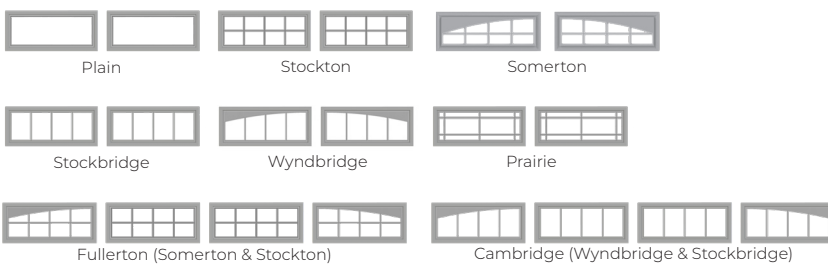 Plain
Stockton
Somerton
Stockbridge
Wyndbridge
Prairie
Fullerton (Somerton & Stockton)
Cambridge (Wyndbridge & Stockbridge)